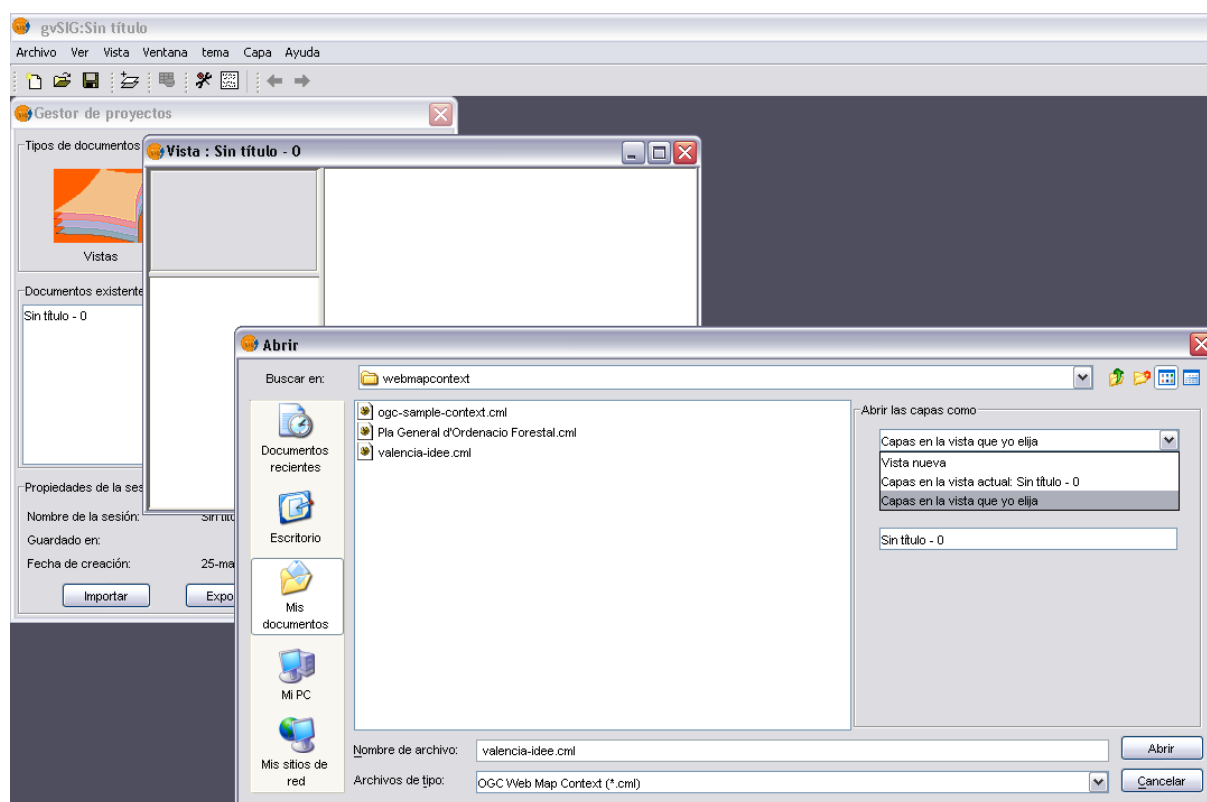 gvSIG:Sin título
Archivo Ver Vista Ventana tema Capa Ayuda
Gestor de proyectos
Tipos de documentos
Vistas
Documentos existente
Sin título - 0
Propiedades de la ses
Nombre de la sesión:
Guardado en:
Fecha de creación: 25-ma
Importar Expo
Vista : Sin título - 0
Abrir
Buscar en: webmapcontext
Documentos
recientes
Escritorio
Mis
documentos
Mi PC
Mis sitios de
red
ogc-sample-context.cml
Pla General d'Ordenacio Forestal.cml
valencia-idee.cml
Abrir las capas como
Capas en la vista que yo elija
Vista nueva
Capas en la vista actual: Sin título - 0
Capas en la vista que yo elija
Sin título - 0
Nombre de archivo: valencia-idee.cml Abrir
Archivos de tipo: OGC Web Map Context (*.cml) Cancelar